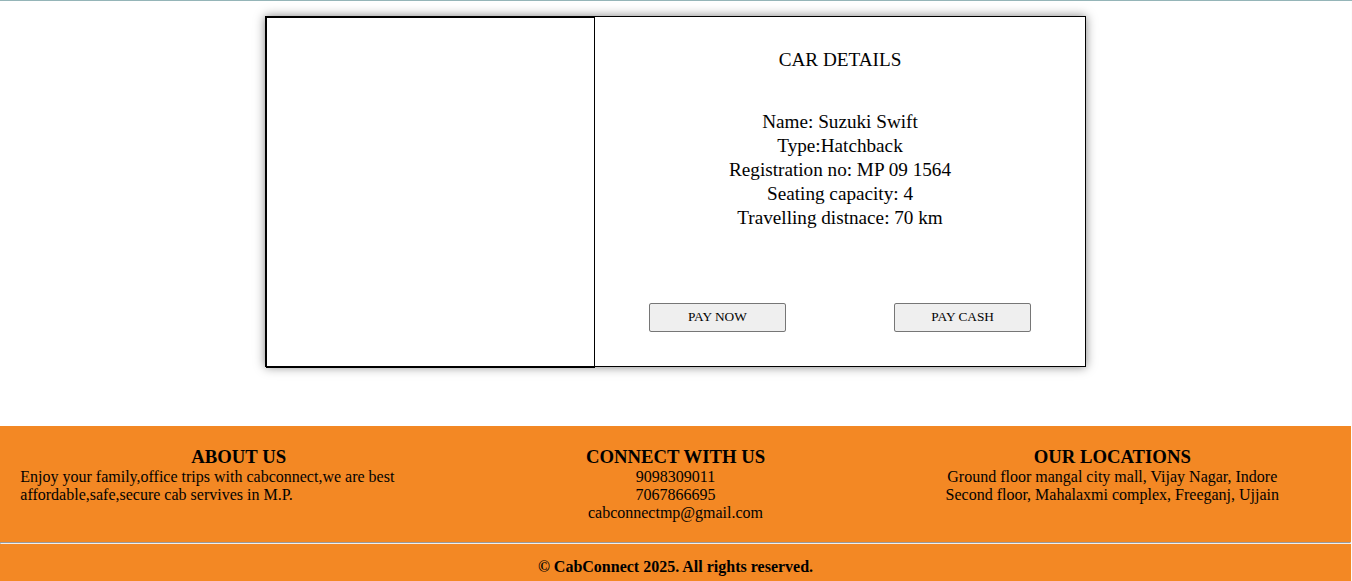 CAR DETAILS
Name: Suzuki Swift
Type:Hatchback
Registration no: MP 09 1564
Seating capacity: 4
Travelling distnace: 70 km
PAY NOW
PAY CASH
ABOUT US
Enjoy your family,office trips with cabconnect,we are best
affordable,safe,secure cab servives in M.P.
CONNECT WITH US
9098309011
7067866695
cabconnectmp@gmail.com
OUR LOCATIONS
Ground floor mangal city mall, Vijay Nagar, Indore
Second floor, Mahalaxmi complex, Freeganj, Ujjain
© CabConnect 2025. All rights reserved.